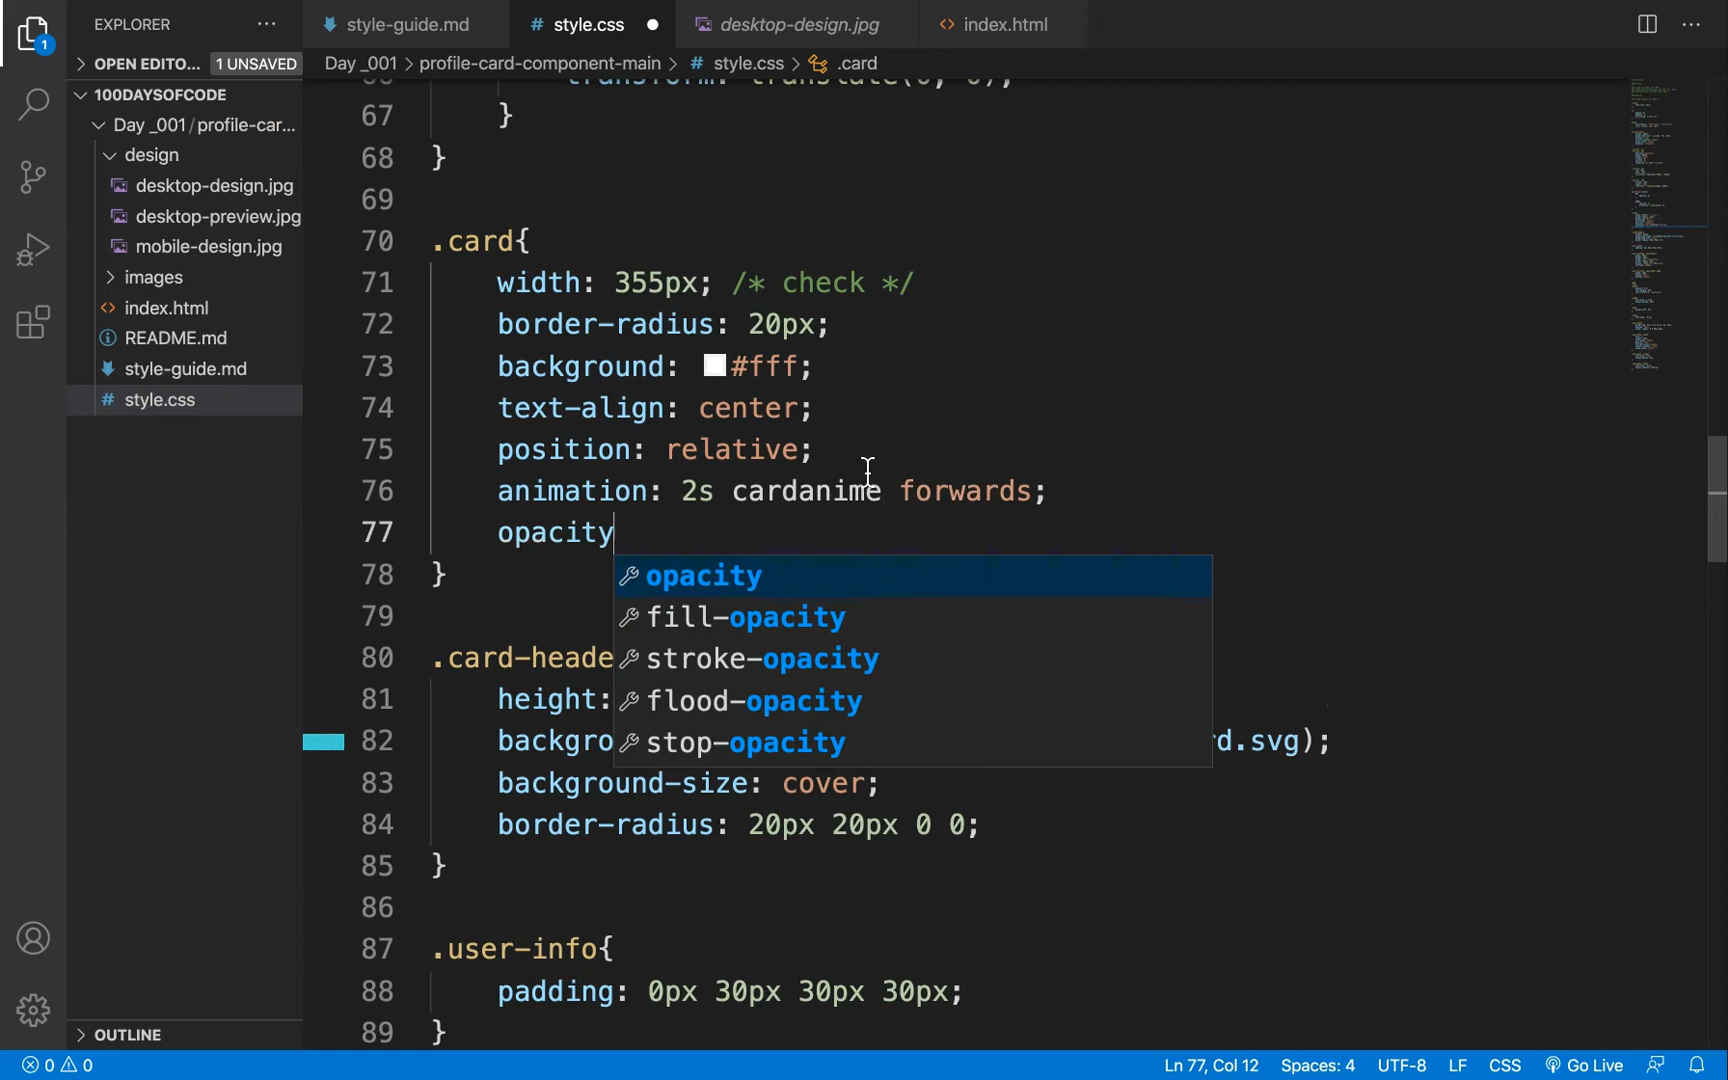 EXPLORER
···
style-guide.md
# style.css ●
desktop-design.jpg
<> index.html
···
OPEN EDITO...
1 UNSAVED
Day _001 > profile-card-component-main > # style.css > .card
100DAYSOFCODE
Day _001/profile-car...
design
desktop-design.jpg
desktop-preview.jpg
mobile-design.jpg
images
<> index.html
README.md
style-guide.md
# style.css
OUTLINE
1
67 }
68 }
69
70 .card{
71 width: 355px; /* check */
72 border-radius: 20px;
73 background: #fff;
74 text-align: center;
75 position: relative;
76 animation: 2s cardanime forwards;
77 opacity
78 }
opacity
fill-opacity
stroke-opacity
flood-opacity
stop-opacity
79
80 .card-heade
81 height:
82 backgro rd.svg);
83 background-size: cover;
84 border-radius: 20px 20px 0 0;
85 }
86
87 .user-info{
88 padding: 0px 30px 30px 30px;
89 }
0 0
Ln 77, Col 12
Spaces: 4
UTF-8
LF
CSS
Go Live